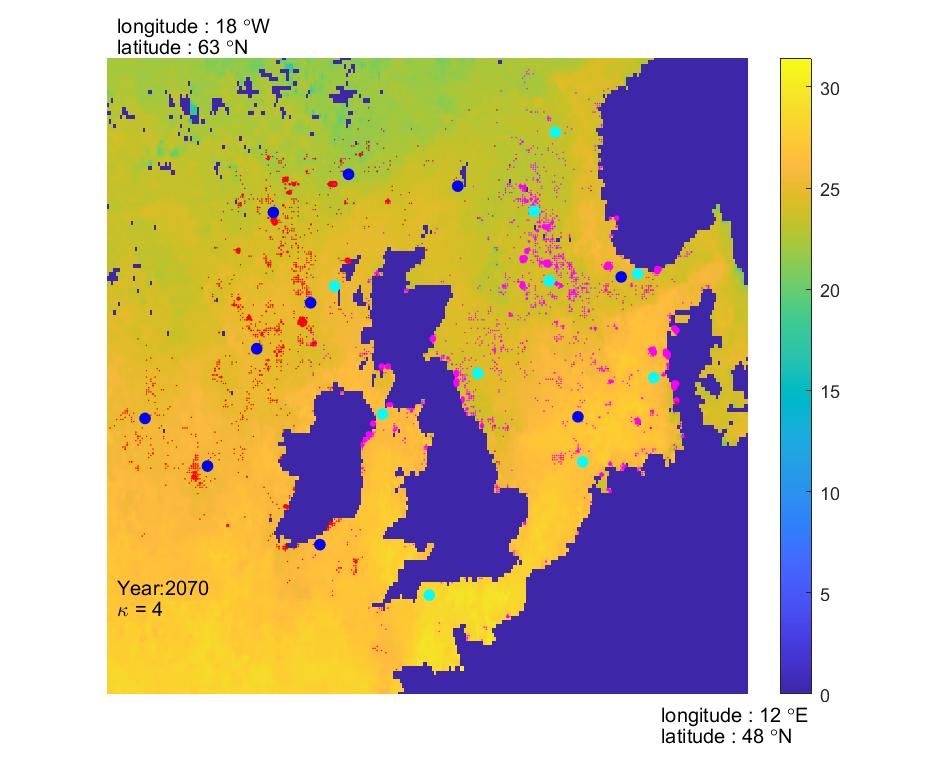 longitude : 18 °W
latitude : 63 °N
30
25
20
15
10
5
0
Year:2070
κ = 4
longitude : 12 °E
latitude : 48 °N